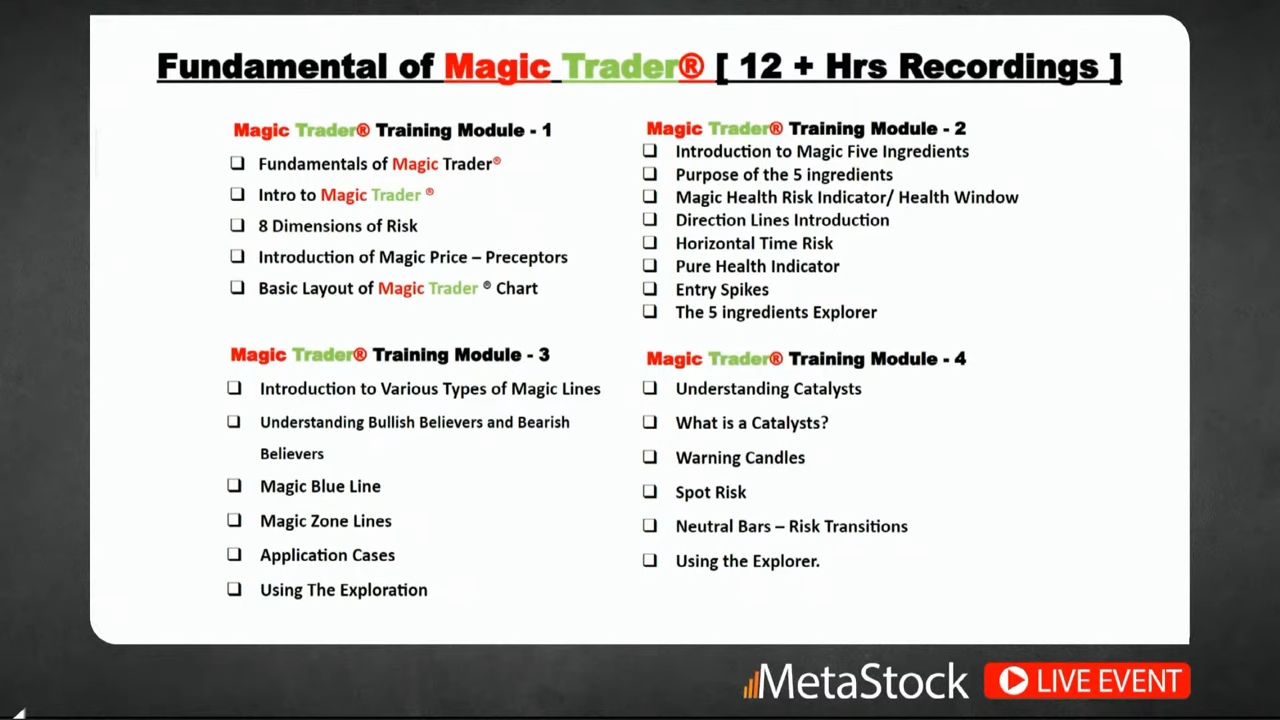 Fundamental of Magic Trader® [ 12 + Hrs Recordings ]
Magic Trader® Training Module - 1
❑ Fundamentals of Magic Trader®
❑ Intro to Magic Trader ®
❑ 8 Dimensions of Risk
❑ Introduction of Magic Price – Preceptors
❑ Basic Layout of Magic Trader ® Chart
Magic Trader® Training Module - 2
❑ Introduction to Magic Five Ingredients
❑ Purpose of the 5 ingredients
❑ Magic Health Risk Indicator/ Health Window
❑ Direction Lines Introduction
❑ Horizontal Time Risk
❑ Pure Health Indicator
❑ Entry Spikes
❑ The 5 ingredients Explorer
Magic Trader® Training Module - 3
❑ Introduction to Various Types of Magic Lines
❑ Understanding Bullish Believers and Bearish
Believers
❑ Magic Blue Line
❑ Magic Zone Lines
❑ Application Cases
❑ Using The Exploration
Magic Trader® Training Module - 4
❑ Understanding Catalysts
❑ What is a Catalysts?
❑ Warning Candles
❑ Spot Risk
❑ Neutral Bars – Risk Transitions
❑ Using the Explorer.
MetaStock
LIVE EVENT